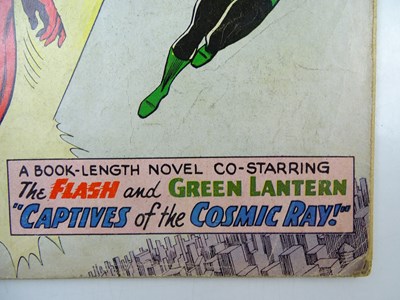 A BOOK-LENGTH NOVEL CO-STARRING
The FLASH and GREEN LANTERN
"CAPTIVES of the COSMIC RAY!"